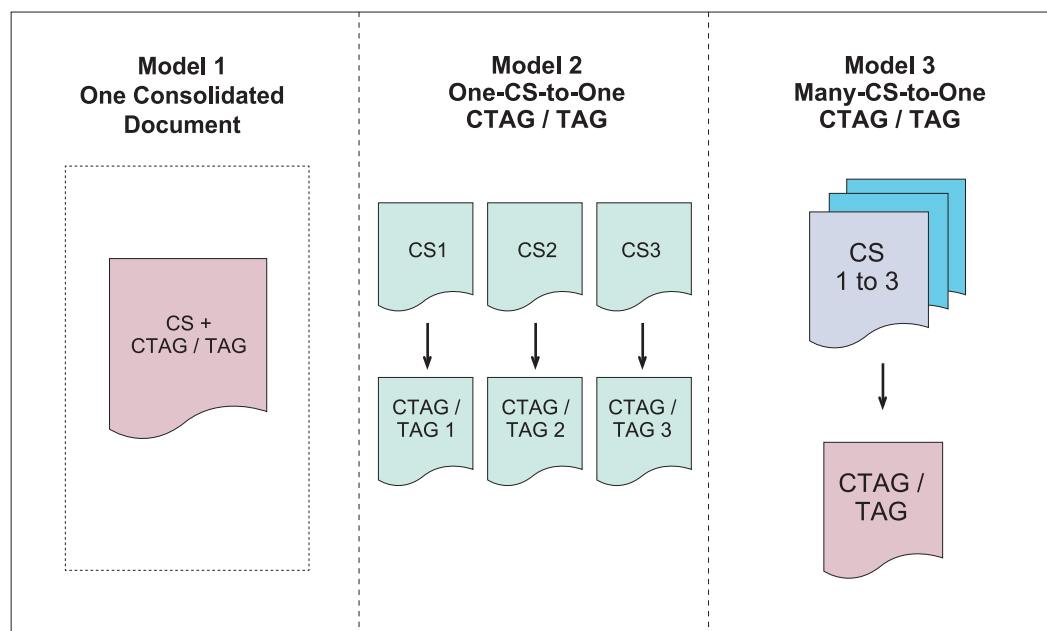 Model 1
One Consolidated
Document
CS +
CTAG / TAG
Model 2
One-CS-to-One
CTAG / TAG
CS1
CS2
CS3
CTAG /
TAG 1
CTAG /
TAG 2
CTAG /
TAG 3
Model 3
Many-CS-to-One
CTAG / TAG
CS
1 to 3
CTAG /
TAG